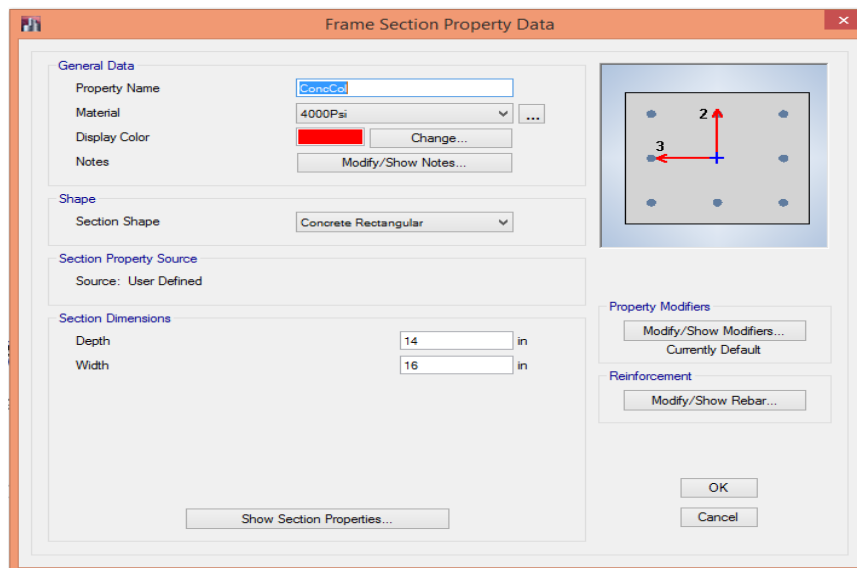 Frame Section Property Data
General Data
Property Name ConcCol
Material 4000Psi ...
Display Color Change...
Notes Modify/Show Notes...
Shape
Section Shape Concrete Rectangular
Section Property Source
Source: User Defined
Section Dimensions
Depth 14 in
Width 16 in
Show Section Properties...
2
3
Property Modifiers
Modify/Show Modifiers...
Currently Default
Reinforcement
Modify/Show Rebar...
OK
Cancel